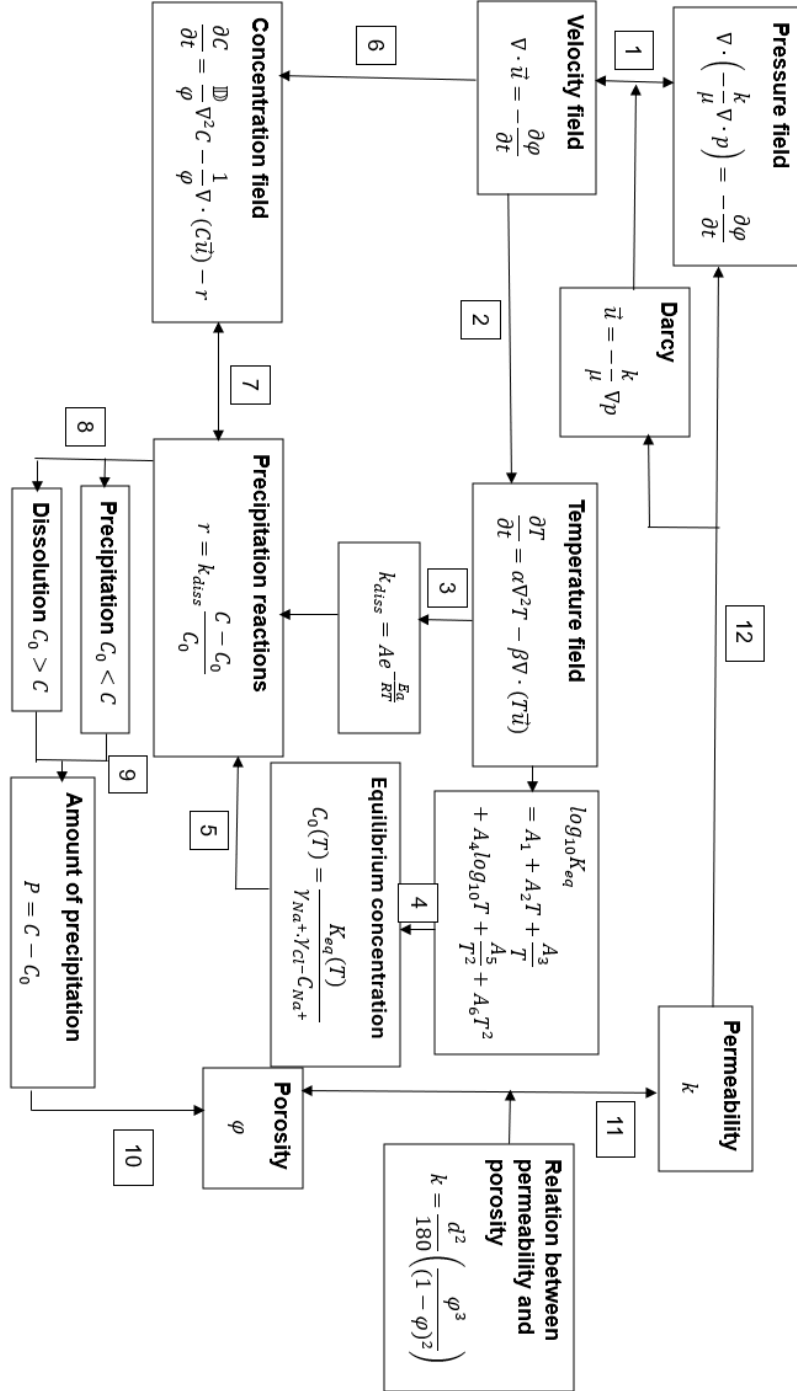 Pressure field
∇ · (−k/μ ∇ · p) = −∂φ/∂t
1
Velocity field
∇ · u⃗ = −∂φ/∂t
6
Concentration field
∂C/∂t = 𝔻/φ ∇²C − 1/φ ∇ · (Cu⃗) − r
Darcy
u⃗ = −k/μ ∇p
2
7
12
Temperature field
∂T/∂t = α∇²T − β∇ · (Tu⃗)
3
k_diss = Ae^(−Ea/RT)
Precipitation reactions
r = k_diss (C − C₀)/C₀
8
Precipitation C₀ < C
Dissolution C₀ > C
log₁₀K_eq
= A₁ + A₂T + A₃/T
+ A₄log₁₀T + A₅/T² + A₆T²
4
Equilibrium concentration
C₀(T) = K_eq(T)/(γ_Na⁺·γ_Cl⁻C_Na⁺)
5
9
Amount of precipitation
P = C − C₀
Permeability
k
11
Porosity
φ
10
Relation between
permeability and
porosity
k = d²/180 (φ³/(1 − φ)²)